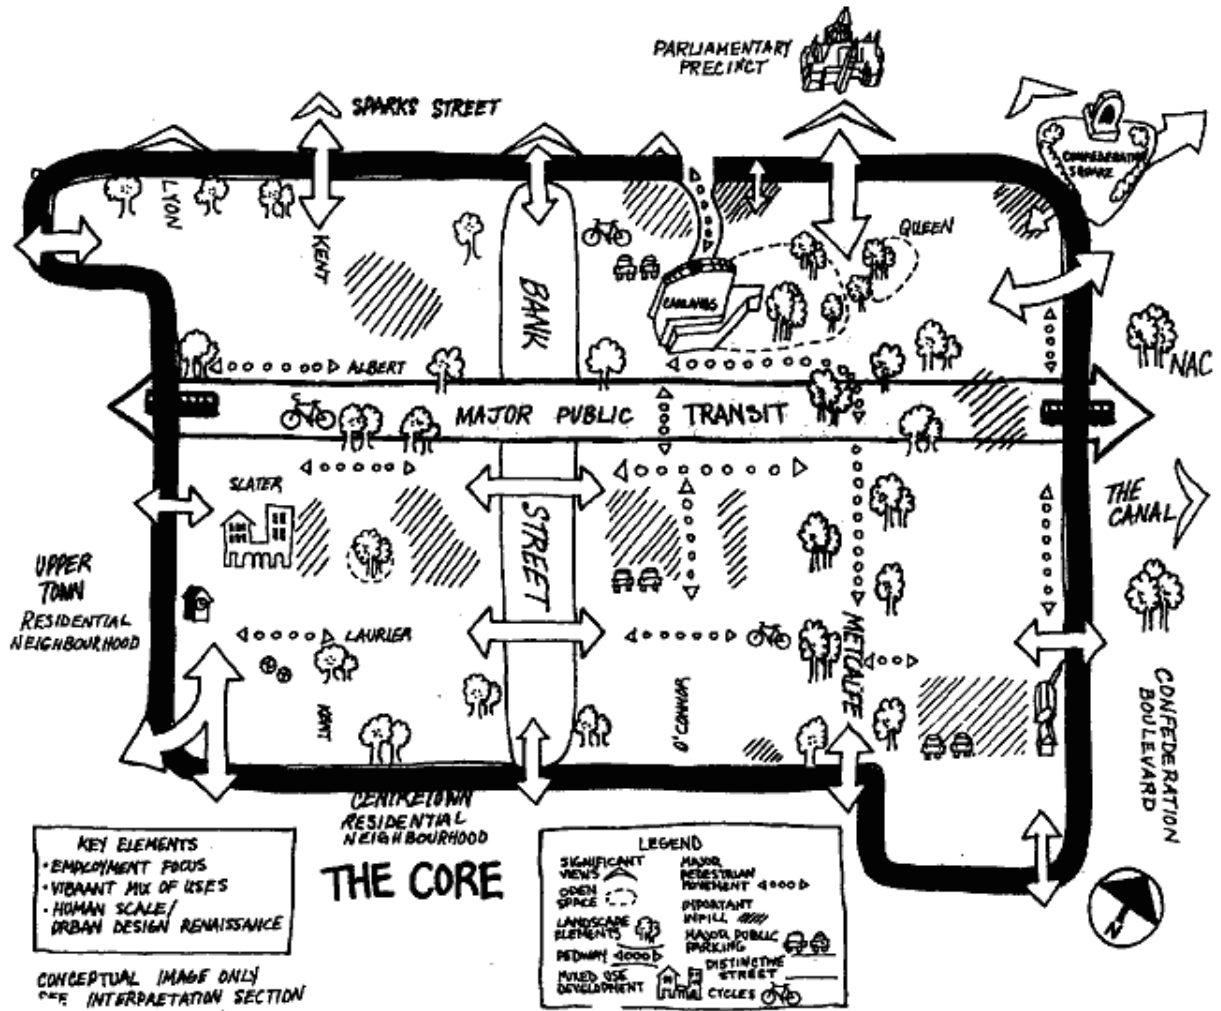 PARLIAMENTARY
PRECINCT
SPARKS STREET
CONFEDERATION
SQUARE
LYON
KENT
QUEEN
BANK
CARLANDS
NAC
ALBERT
MAJOR PUBLIC TRANSIT
SLATER
STREET
THE
CANAL
UPPER
TOWN
RESIDENTIAL
NEIGHBOURHOOD
LAURIER
METCALFE
KENT
O'CONNOR
CONFEDERATION
BOULEVARD
CENTRETOWN
RESIDENTIAL
NEIGHBOURHOOD
THE CORE
KEY ELEMENTS
• EMPLOYMENT FOCUS
• VIBRANT MIX OF USES
• HUMAN SCALE/
URBAN DESIGN RENAISSANCE
CONCEPTUAL IMAGE ONLY
SEE INTERPRETATION SECTION
LEGEND
SIGNIFICANT
VIEWS
OPEN
SPACE
LANDSCAPE
ELEMENTS
PEDWAY
MIXED USE
DEVELOPMENT
MAJOR
PEDESTRIAN
MOVEMENT
IMPORTANT
INFILL
MAJOR PUBLIC
PARKING
DISTINCTIVE
STREET
CYCLES
N